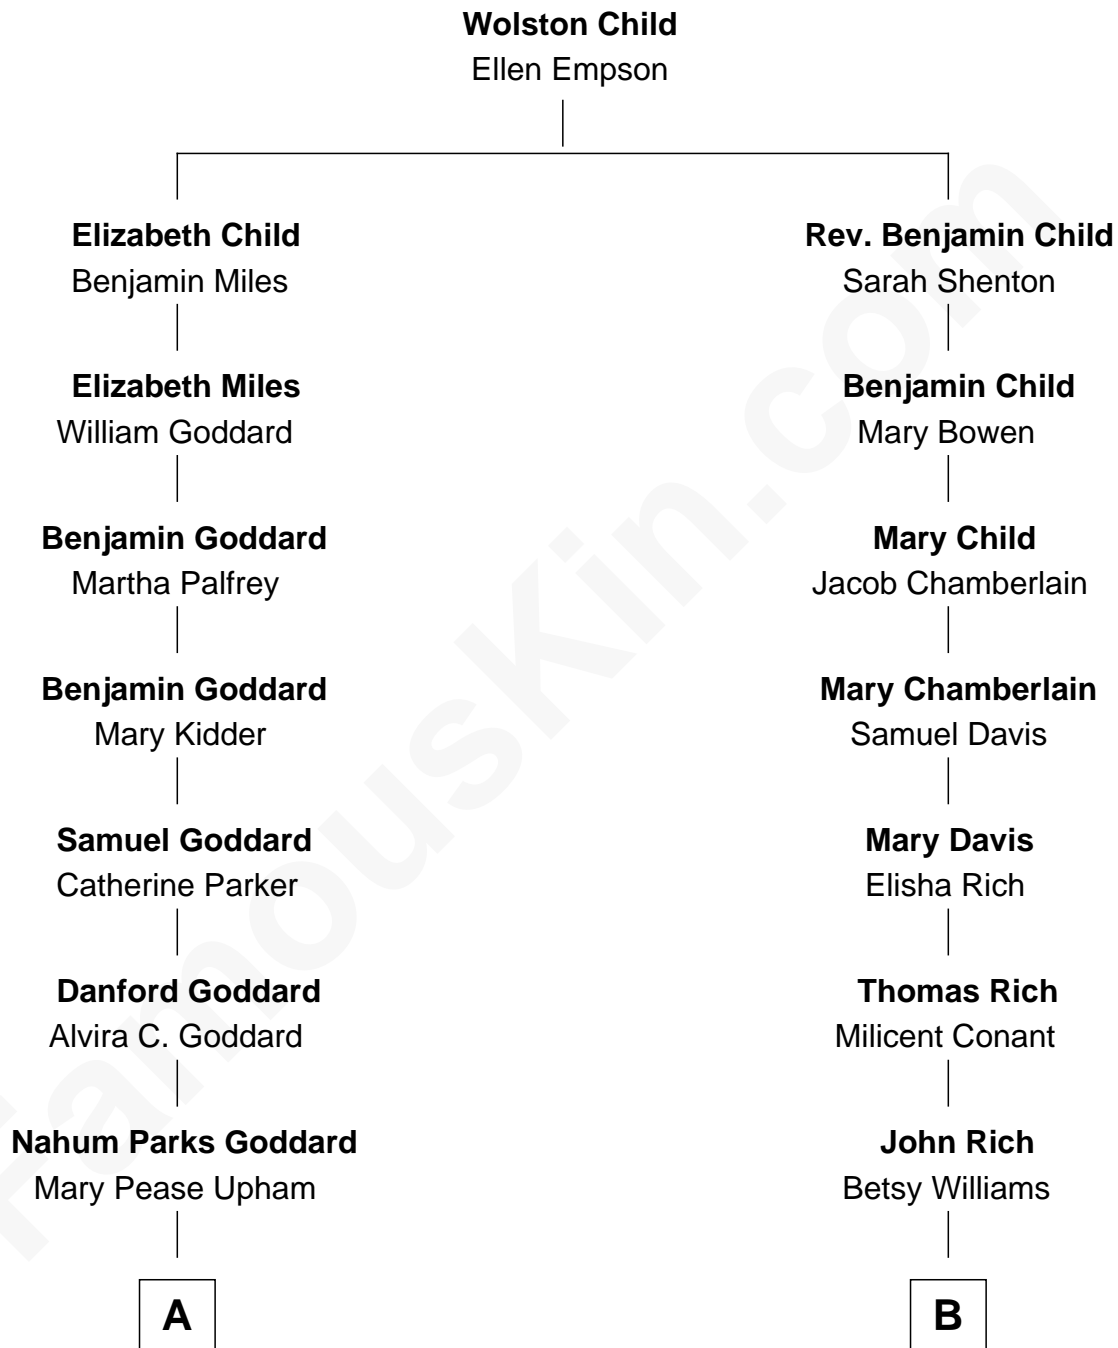 Wolston Child
Ellen Empson
Elizabeth Child
Benjamin Miles
Rev. Benjamin Child
Sarah Shenton
Elizabeth Miles
William Goddard
Benjamin Child
Mary Bowen
Benjamin Goddard
Martha Palfrey
Mary Child
Jacob Chamberlain
Benjamin Goddard
Mary Kidder
Mary Chamberlain
Samuel Davis
Samuel Goddard
Catherine Parker
Mary Davis
Elisha Rich
Danford Goddard
Alvira C. Goddard
Thomas Rich
Milicent Conant
Nahum Parks Goddard
Mary Pease Upham
John Rich
Betsy Williams
A
B
FamousKin.com